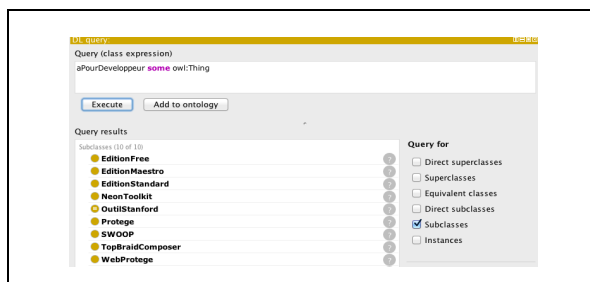 DL query:
Query (class expression)
aPourDeveloppeur some owl:Thing
Execute Add to ontology
Query results
Subclasses (10 of 10)
EditionFree
EditionMaestro
EditionStandard
NeonToolkit
OutilStanford
Protege
SWOOP
TopBraidComposer
WebProtege
Query for
Direct superclasses
Superclasses
Equivalent classes
Direct subclasses
Subclasses
Instances